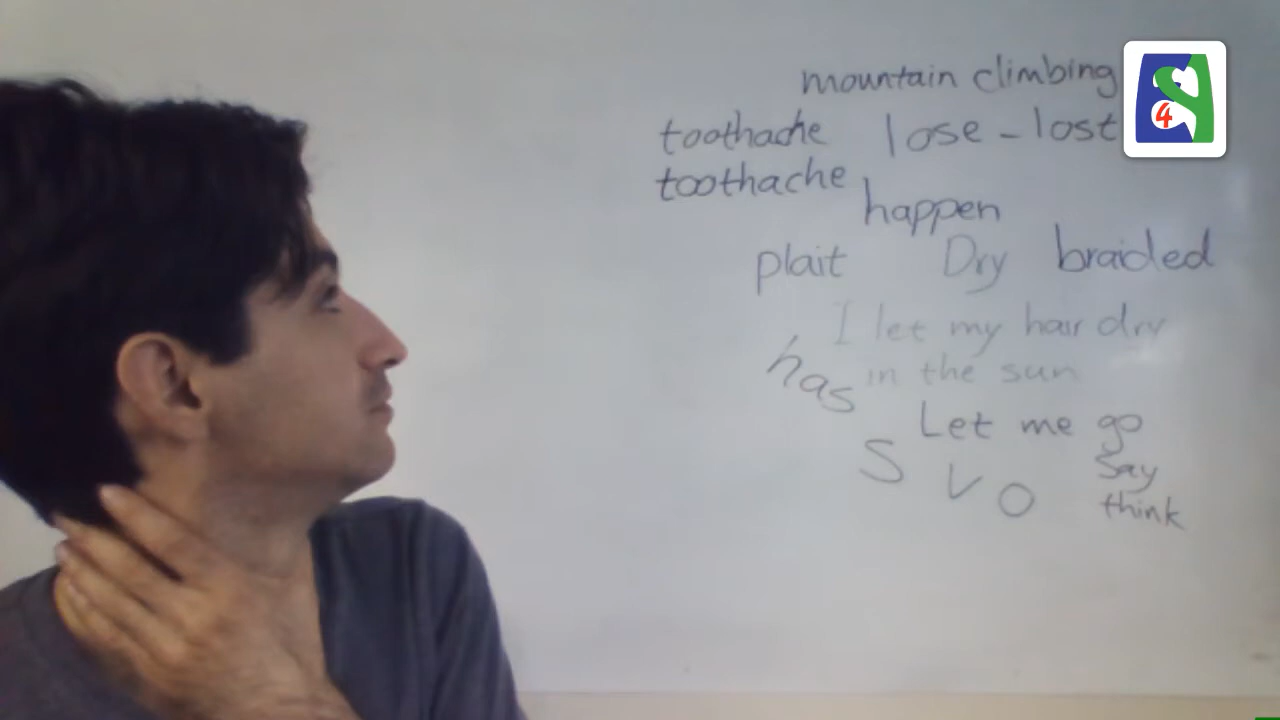 mountain climbing
toothache lose - lost
toothache
happen
plait Dry braided
I let my hair dry
has in the sun
Let me go
S V O say
think
4